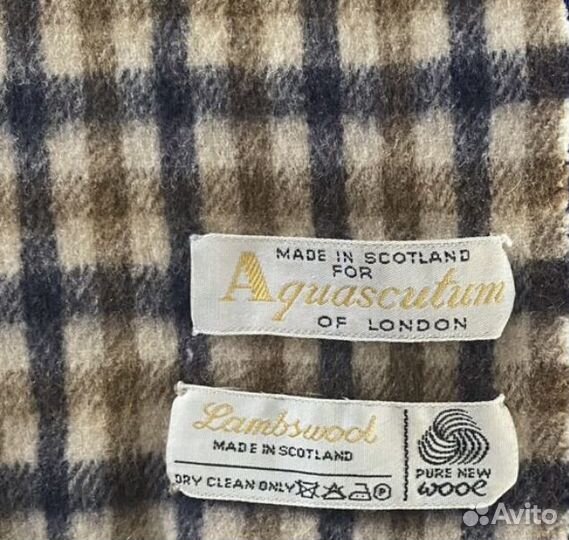 MADE IN SCOTLAND
FOR
Aquascutum
OF LONDON
Lambswool
MADE IN SCOTLAND
DRY CLEAN ONLY
P
PURE NEW
WOOL
Avito